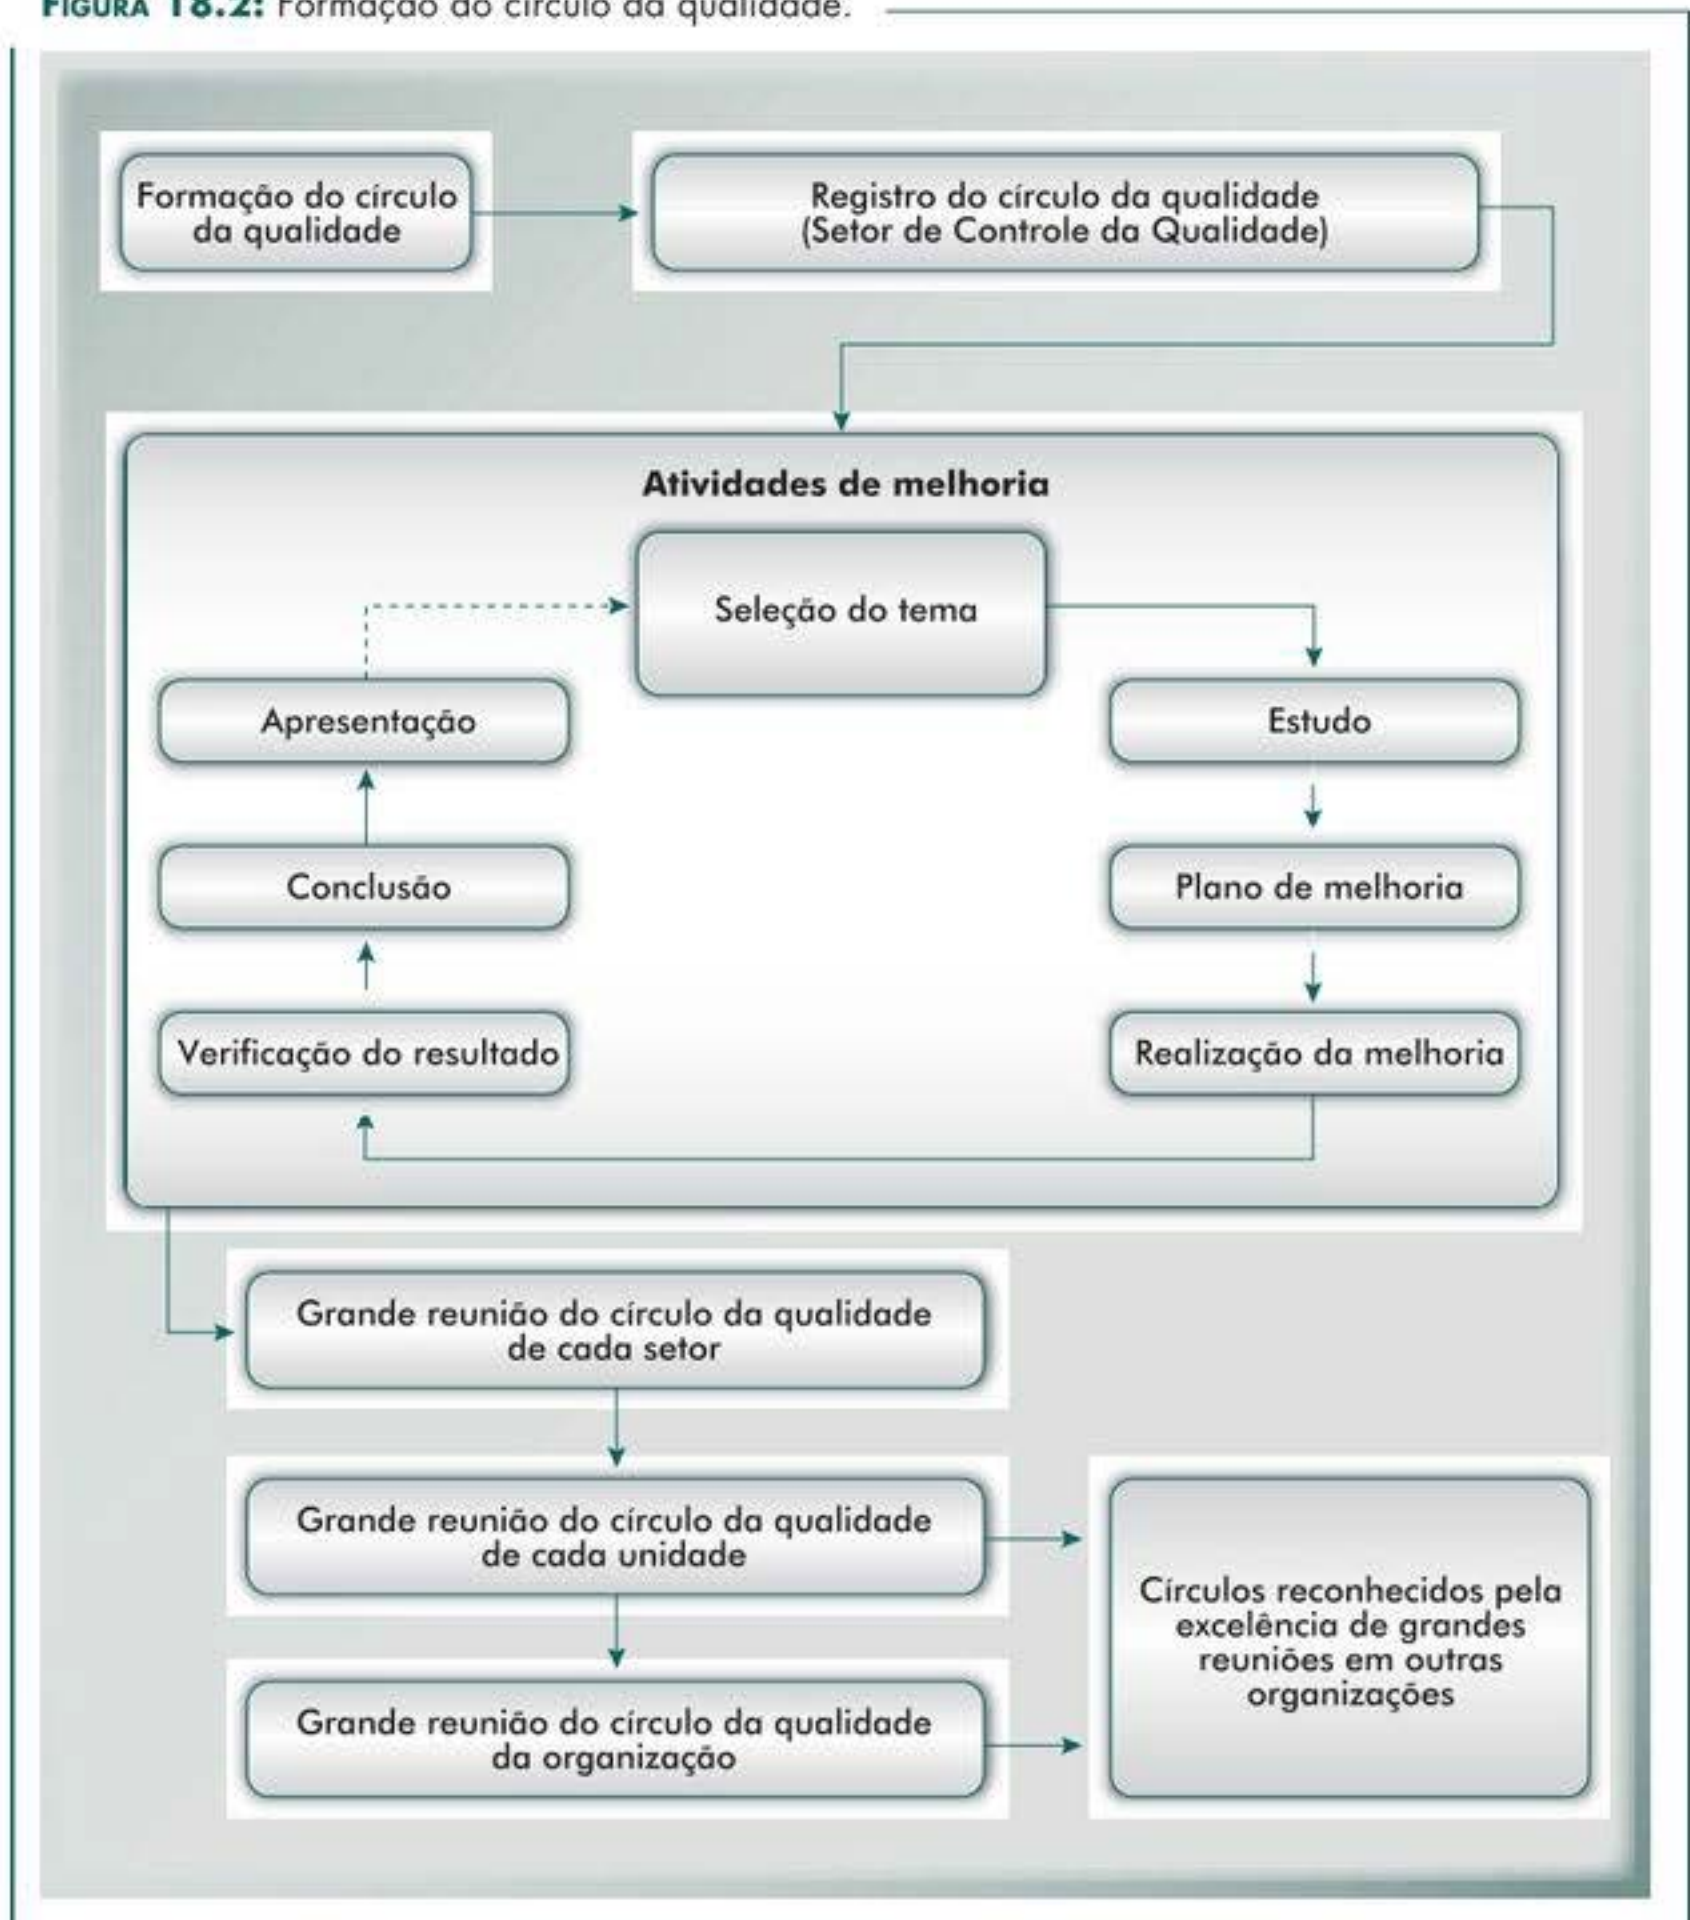 FIGURA 18.2: Formação do círculo da qualidade.
Formação do círculo
da qualidade
Registro do círculo da qualidade
(Setor de Controle da Qualidade)
Atividades de melhoria
Seleção do tema
Apresentação
Estudo
Conclusão
Plano de melhoria
Verificação do resultado
Realização da melhoria
Grande reunião do círculo da qualidade
de cada setor
Grande reunião do círculo da qualidade
de cada unidade
Círculos reconhecidos pela
excelência de grandes
reuniões em outras
organizações
Grande reunião do círculo da qualidade
da organização